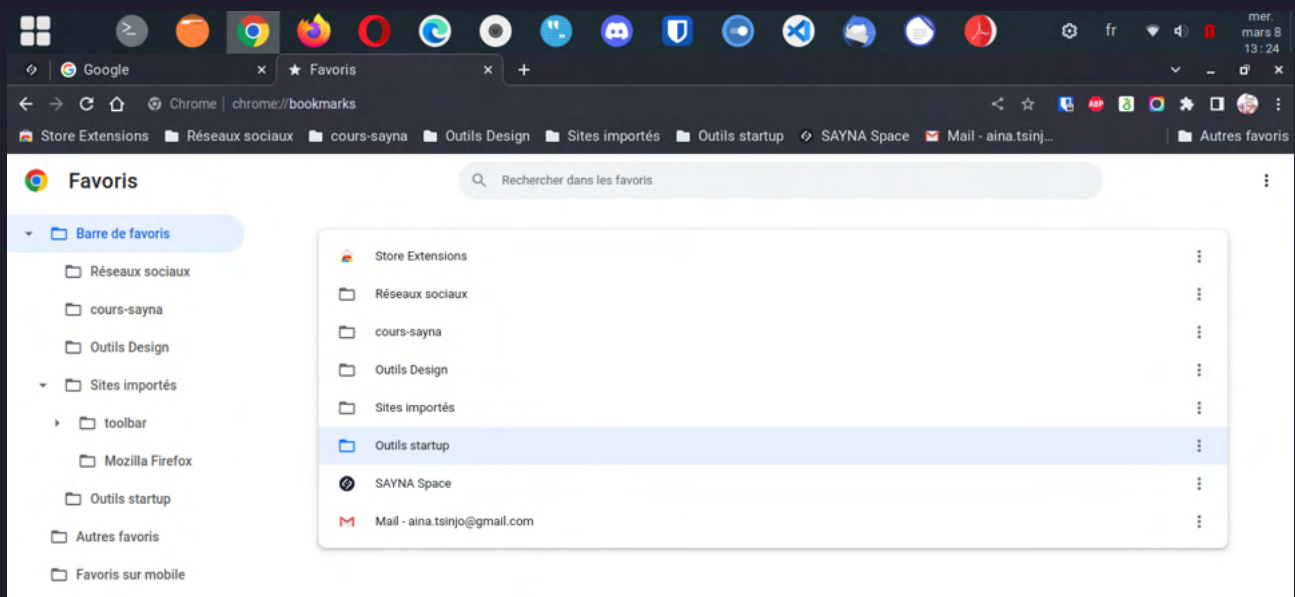 fr
mer.
mars 8
13:24
Google
Favoris
Chrome | chrome://bookmarks
ABP
Store Extensions Réseaux sociaux cours-sayna Outils Design Sites importés Outils startup SAYNA Space Mail - aina.tsinj... Autres favoris
Favoris
Rechercher dans les favoris
Barre de favoris
Réseaux sociaux
cours-sayna
Outils Design
Sites importés
toolbar
Mozilla Firefox
Outils startup
Autres favoris
Favoris sur mobile
Store Extensions
Réseaux sociaux
cours-sayna
Outils Design
Sites importés
Outils startup
SAYNA Space
Mail - aina.tsinjo@gmail.com